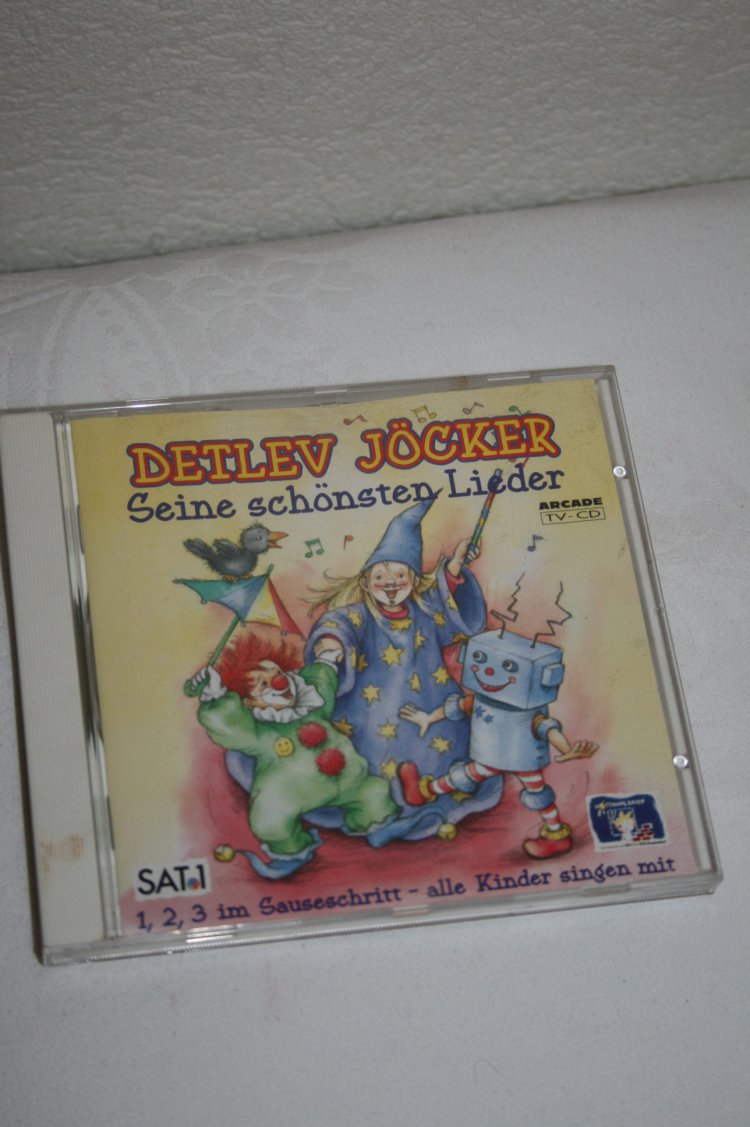 DETLEV JÖCKER
Seine schönsten Lieder
ARCADE
TV-CD
SAT.1
1, 2, 3 im Sauseschritt - alle Kinder singen mit